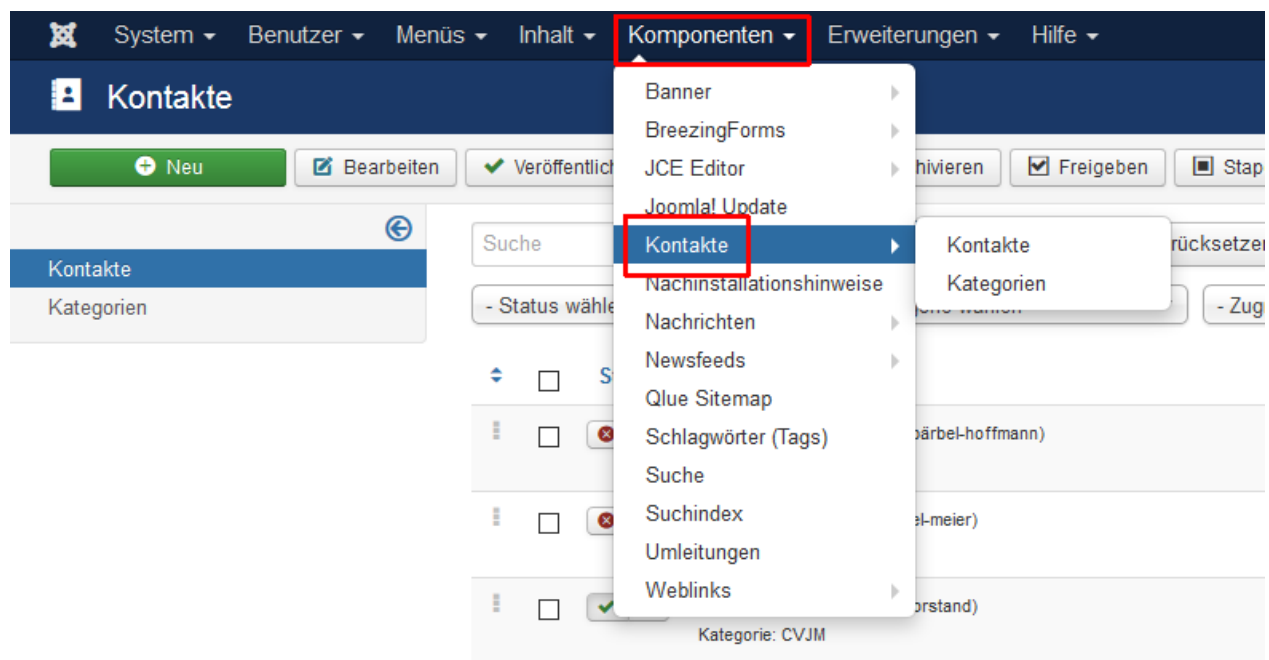 System Benutzer Menüs Inhalt Komponenten Erweiterungen Hilfe
Kontakte
Neu Bearbeiten Veröffentlic hivieren Freigeben Stap
Kontakte
Kategorien
Suche rücksetzen
- Status wähle - Zug
Banner
BreezingForms
JCE Editor
Joomla! Update
Kontakte
Nachinstallationshinweise
Nachrichten
Newsfeeds
Qlue Sitemap
Schlagwörter (Tags)
Suche
Suchindex
Umleitungen
Weblinks
Kontakte
Kategorien
S
bärbel-hoffmann)
el-meier)
orstand)
Kategorie: CVJM